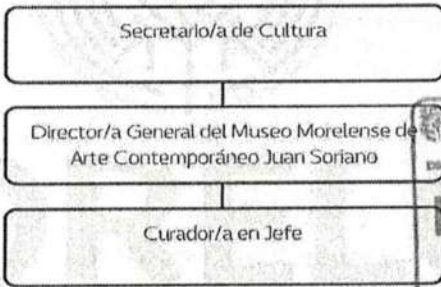 Secretario/a de Cultura
Director/a General del Museo Morelense de
Arte Contemporáneo Juan Soriano
Curador/a en Jefe